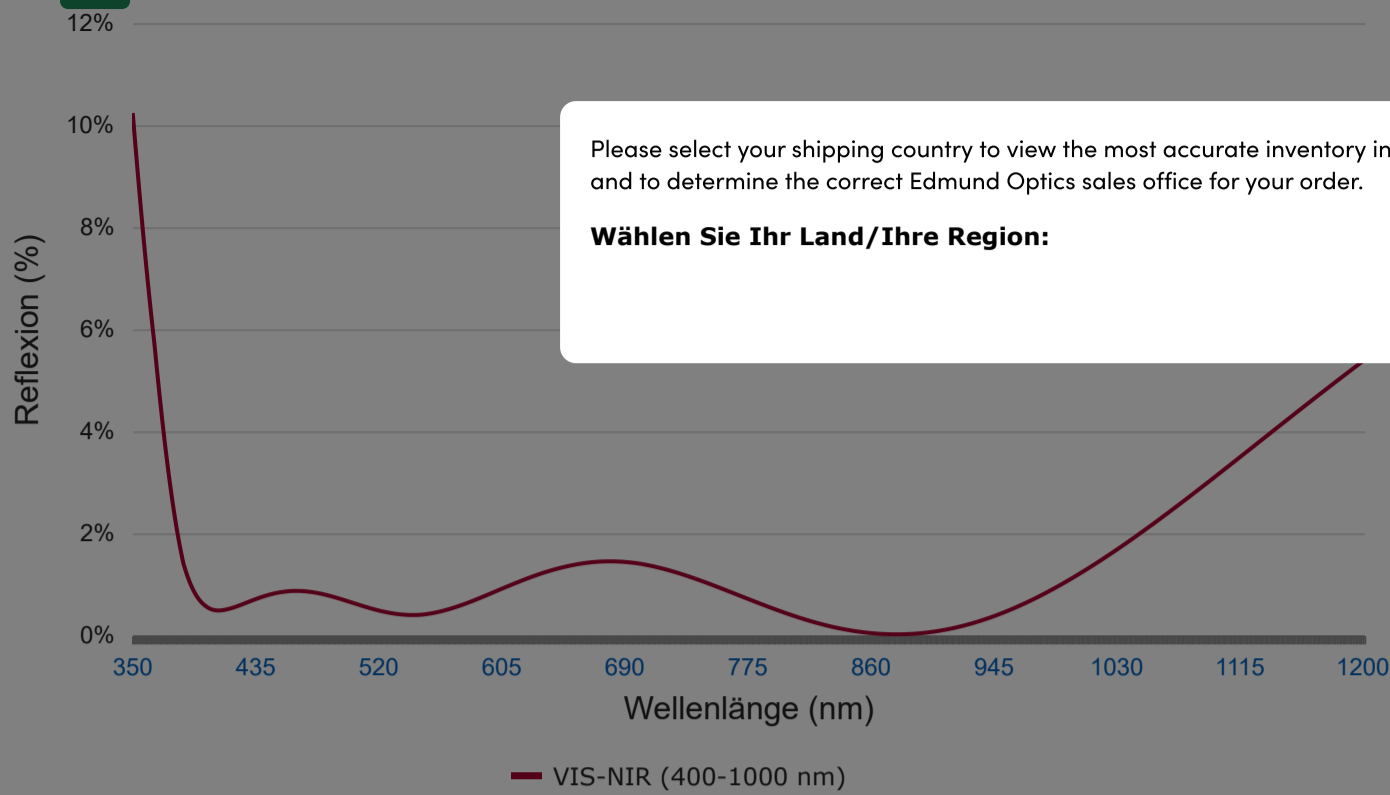 12%
10%
8%
6%
4%
2%
0%
Reflexion (%)
Please select your shipping country to view the most accurate inventory in
and to determine the correct Edmund Optics sales office for your order.
Wählen Sie Ihr Land/Ihre Region:
350 435 520 605 690 775 860 945 1030 1115 1200
Wellenlänge (nm)
VIS-NIR (400-1000 nm)